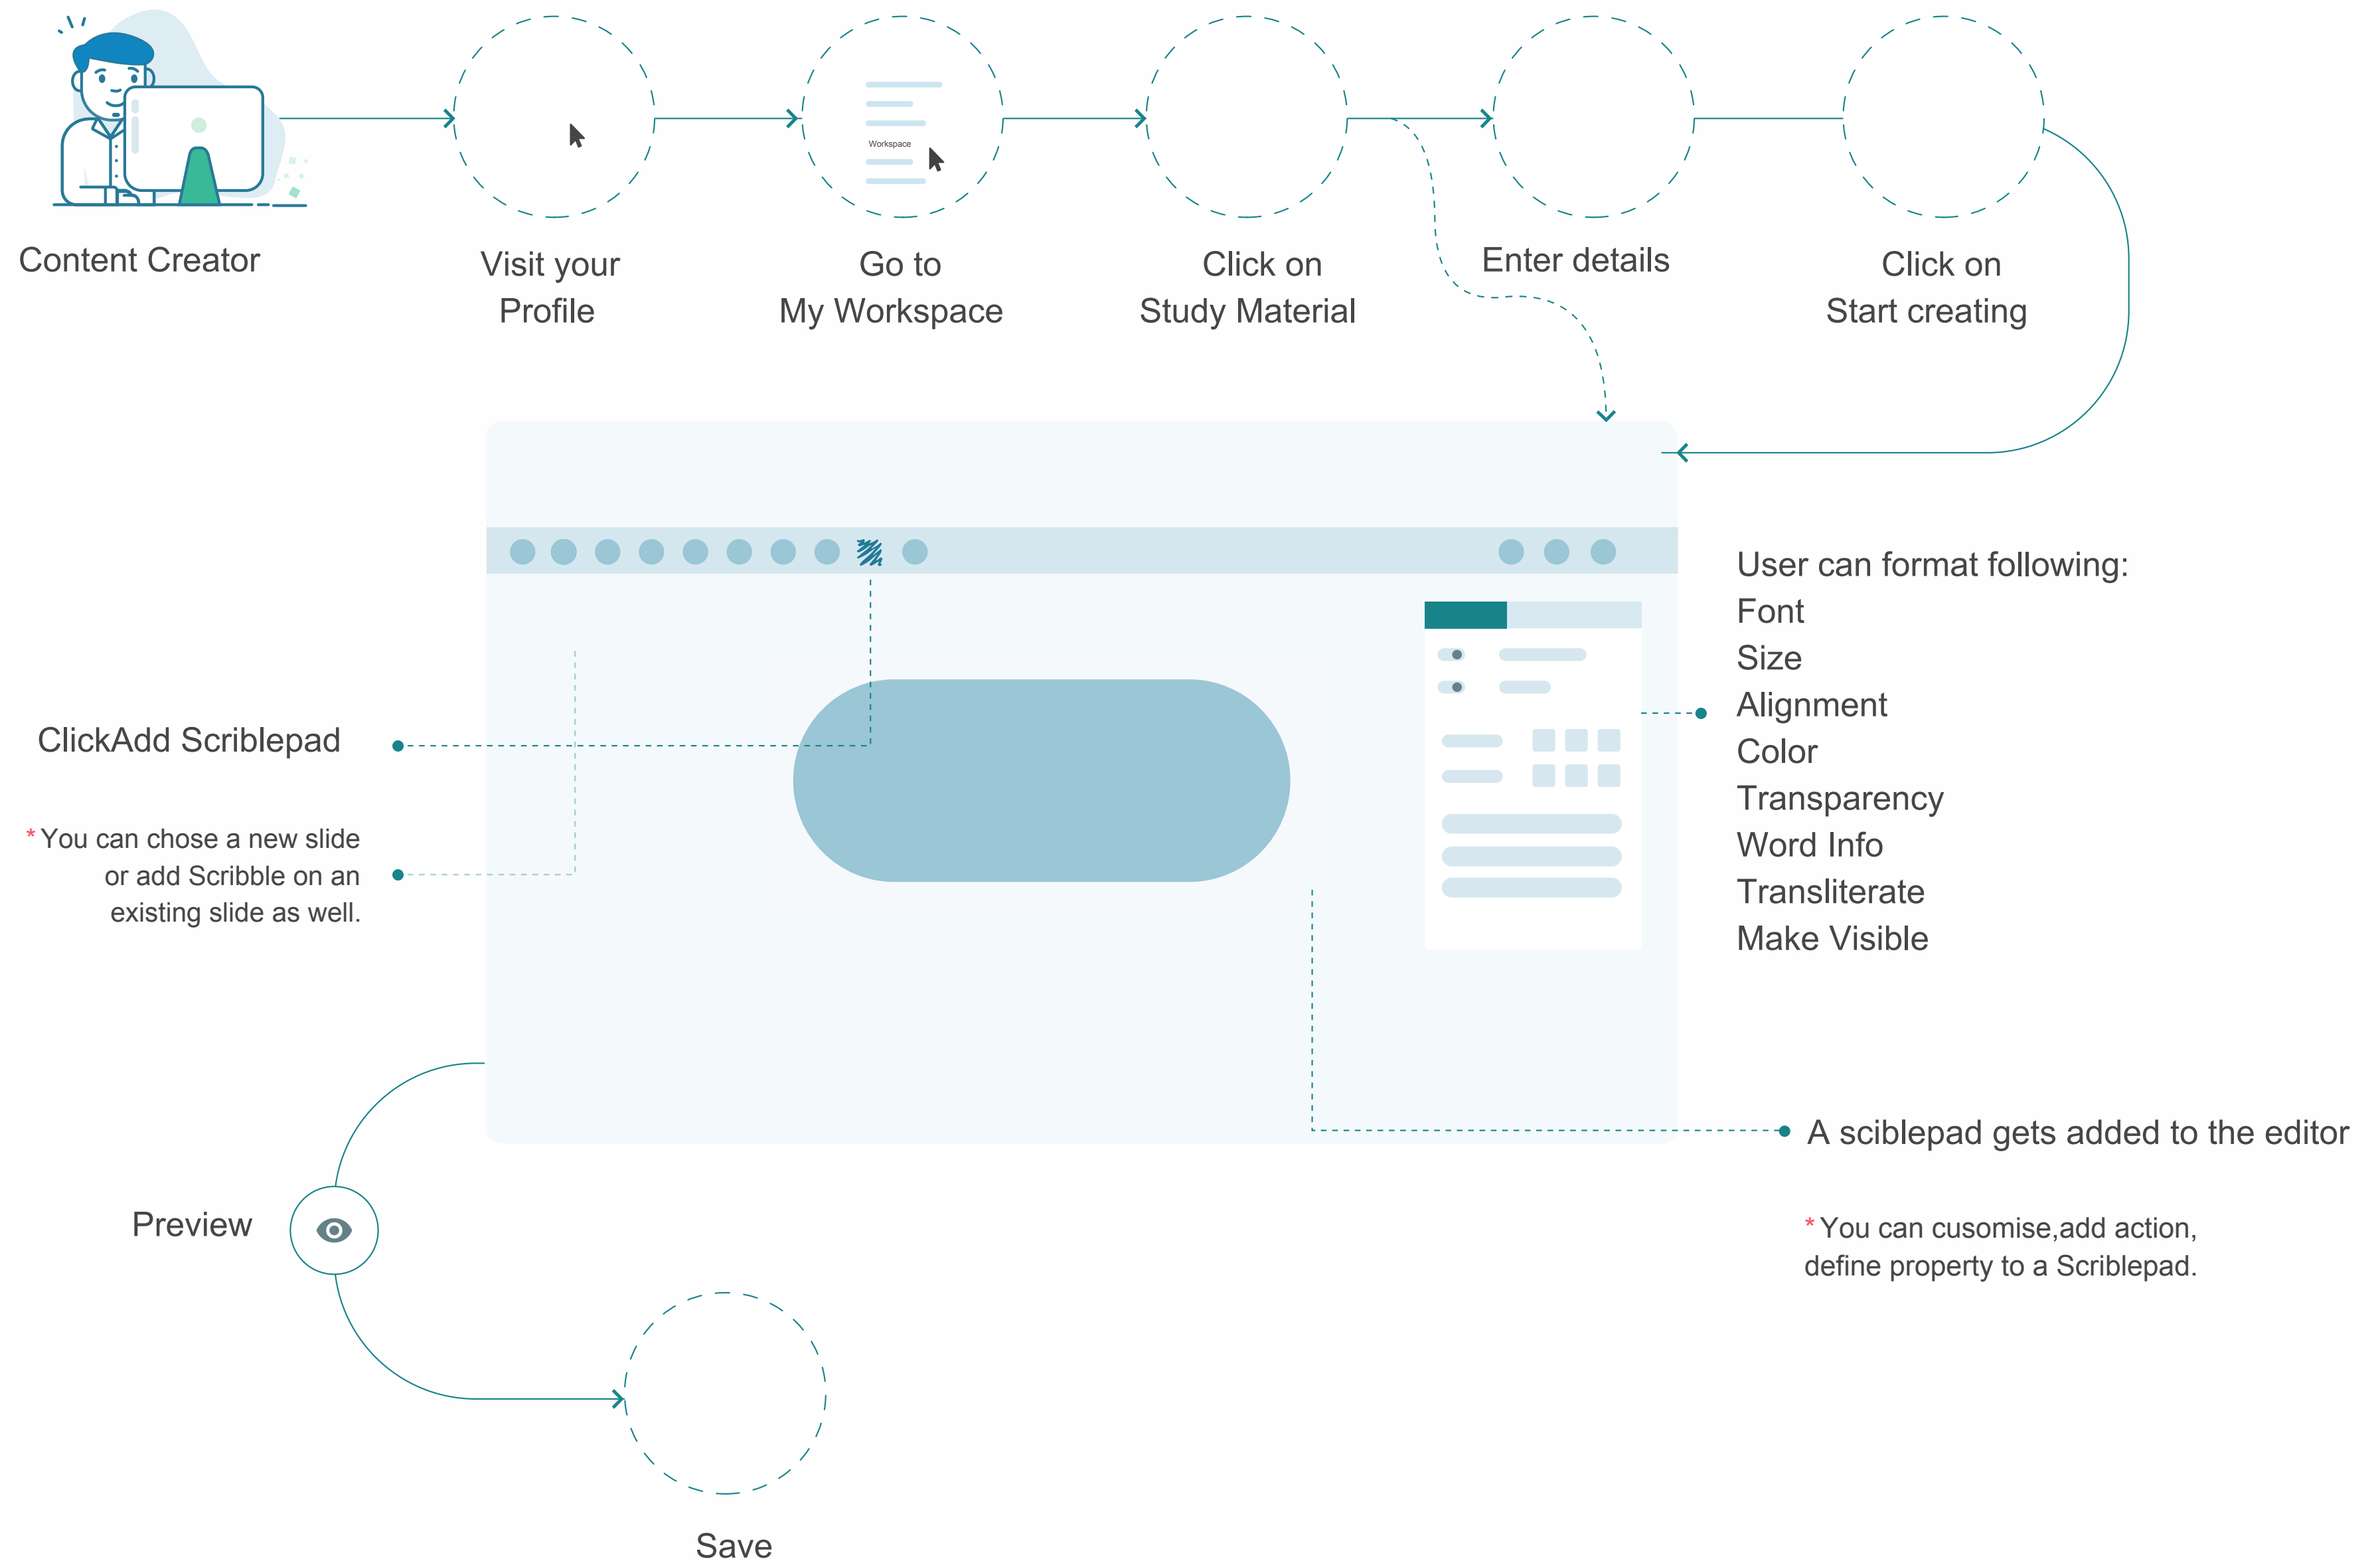 Workspace
Content Creator
Visit your
Profile
Go to
My Workspace
Click on
Study Material
Enter details
Click on
Start creating
User can format following:
Font
Size
Alignment
Color
Transparency
Word Info
Transliterate
Make Visible
ClickAdd Scriblepad
* You can chose a new slide
or add Scribble on an
existing slide as well.
A sciblepad gets added to the editor
* You can cusomise,add action,
define property to a Scriblepad.
Preview
Save